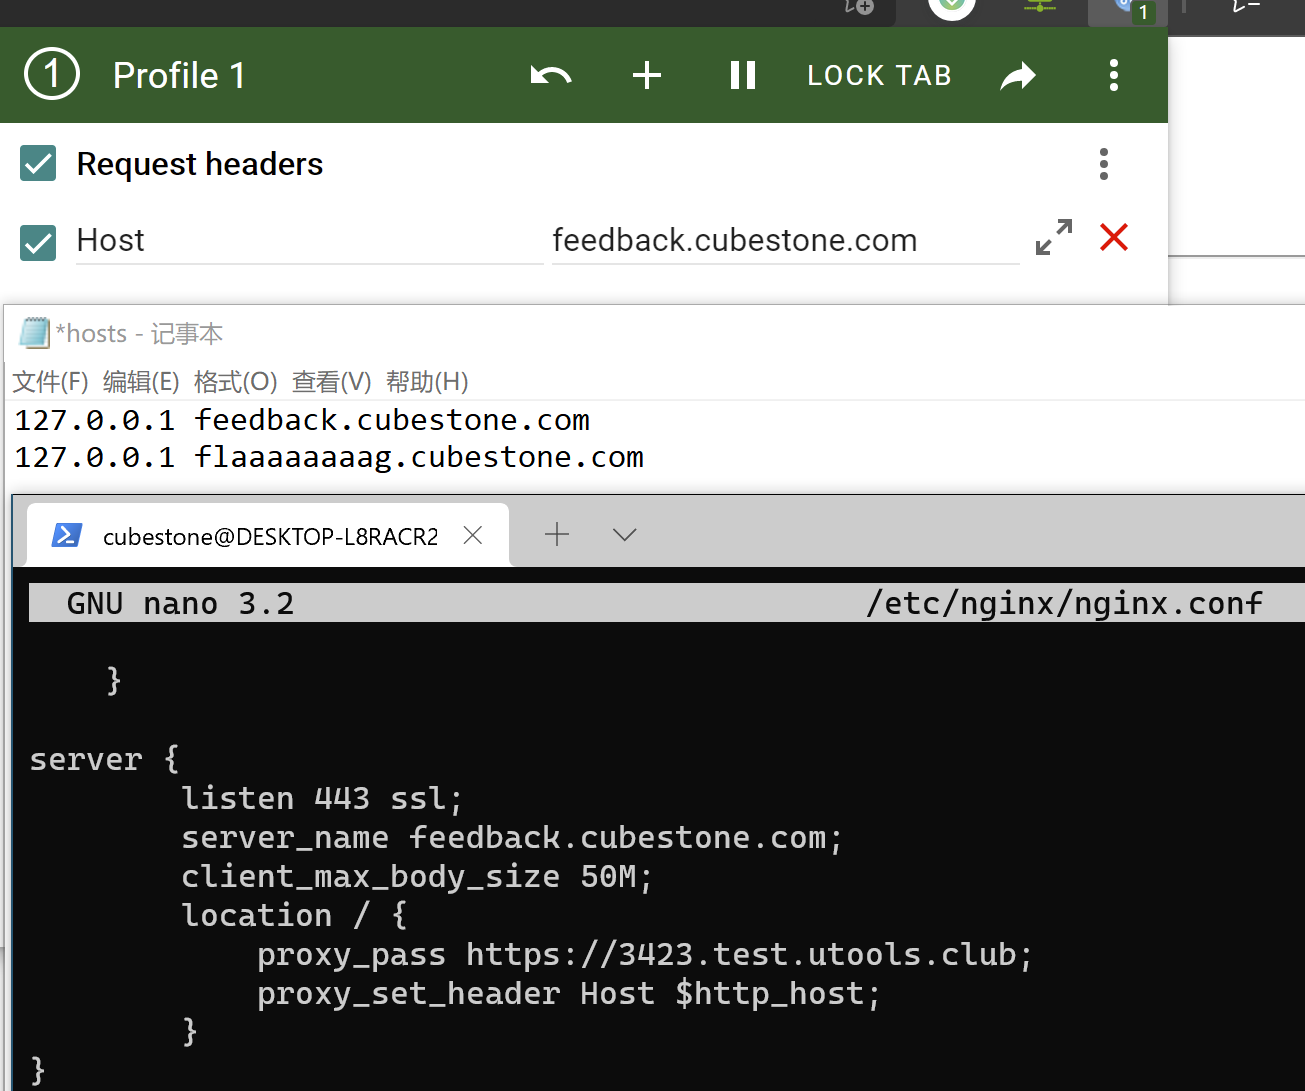 1
1 Profile 1 LOCK TAB
Request headers
Host feedback.cubestone.com
*hosts - 记事本
文件(F) 编辑(E) 格式(O) 查看(V) 帮助(H)
127.0.0.1 feedback.cubestone.com
127.0.0.1 flaaaaaaaag.cubestone.com
cubestone@DESKTOP-L8RACR2
GNU nano 3.2 /etc/nginx/nginx.conf
}
server {
listen 443 ssl;
server_name feedback.cubestone.com;
client_max_body_size 50M;
location / {
proxy_pass https://3423.test.utools.club;
proxy_set_header Host $http_host;
}
}